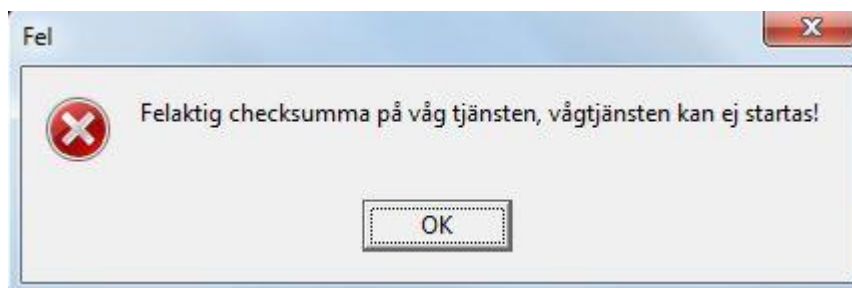 Fel
Felaktig checksumma på våg tjänsten, vågtjänsten kan ej startas!
OK